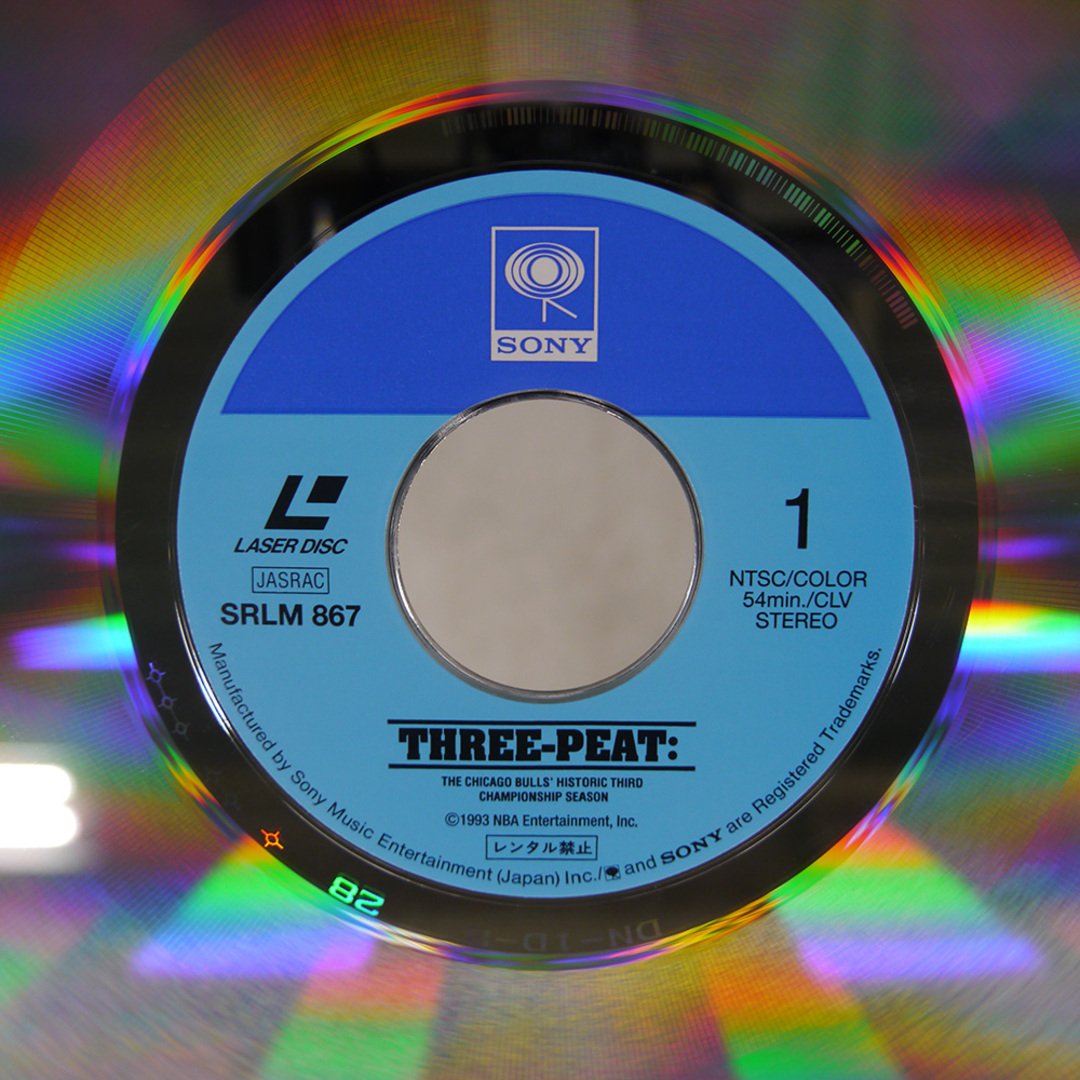 SONY
LASER DISC
JASRAC
SRLM 867
1
NTSC/COLOR
54min./CLV
STEREO
THREE-PEAT:
THE CHICAGO BULLS' HISTORIC THIRD
CHAMPIONSHIP SEASON
©1993 NBA Entertainment, Inc.
レンタル禁止
Manufactured by Sony Music Entertainment (Japan) Inc./ and SONY are Registered Trademarks.
82